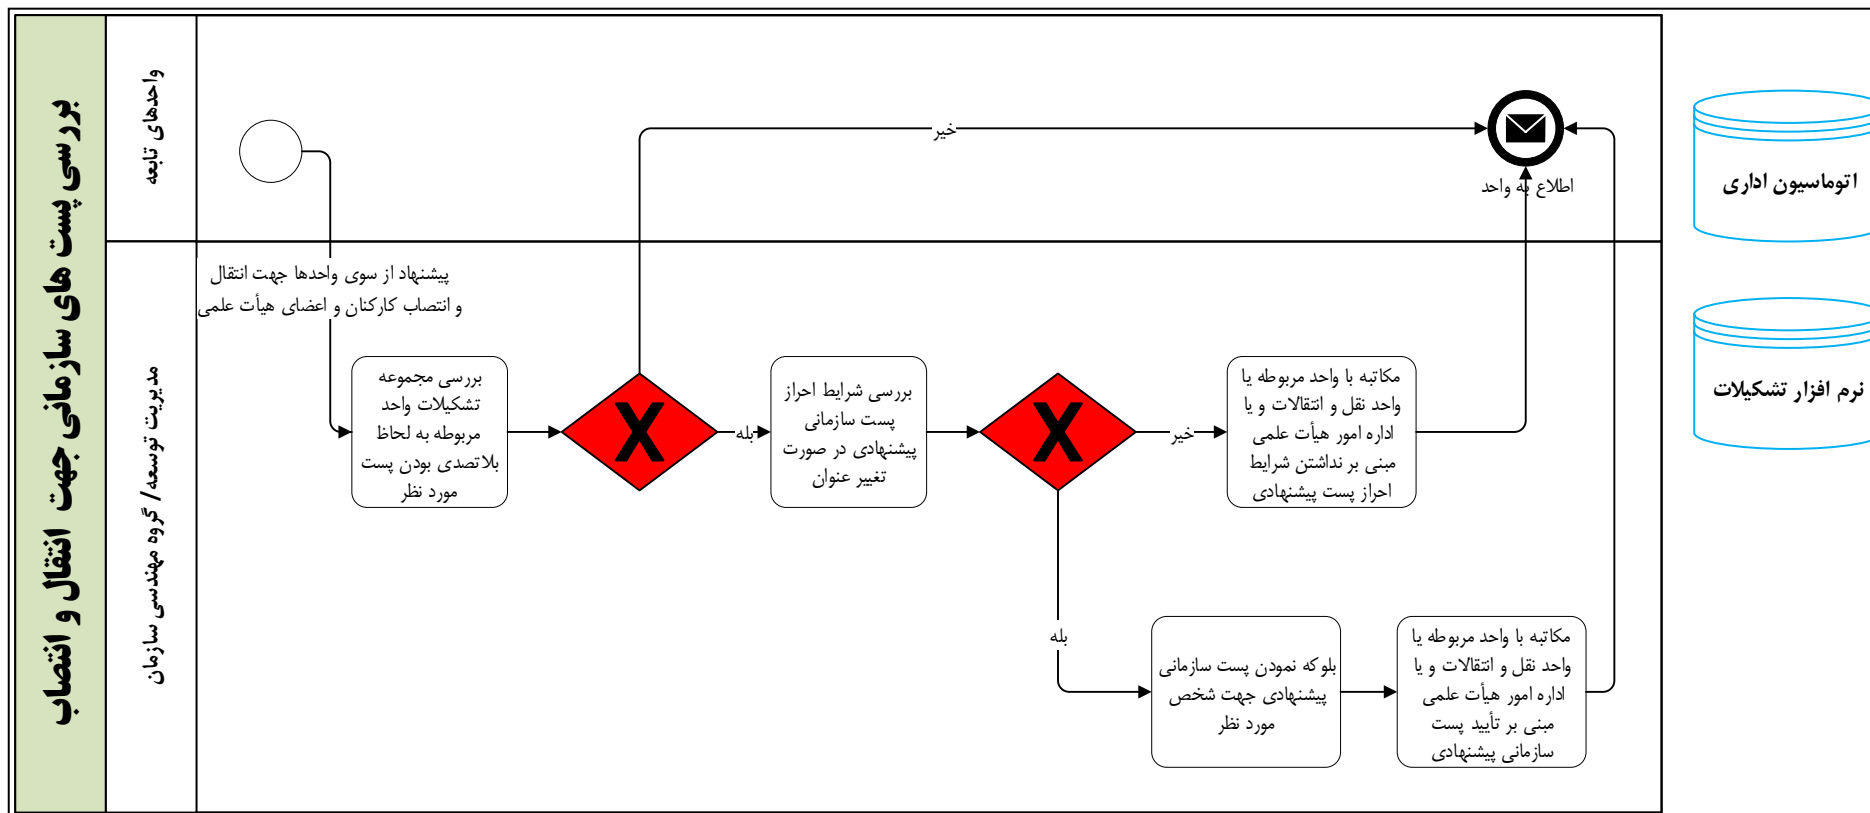 بررسی پست های سازمانی جهت انتقال و انتصاب
واحدهای تابعه
خیر
اطلاع به واحد
مدیریت توسعه/ گروه مهندسی سازمان
پیشنهاد از سوی واحدها جهت انتقال
و انتصاب کارکنان و اعضای هیأت علمی
بررسی مجموعه
تشکیلات واحد
مربوطه به لحاظ
بلاتصدی بودن پست
مورد نظر
X
بله
بررسی شرایط احراز
پست سازمانی
پیشنهادی در صورت
تغییر عنوان
X
خیر
مکاتبه با واحد مربوطه یا
واحد نقل و انتقالات و یا
اداره امور هیأت علمی
مبنی بر نداشتن شرایط
احراز پست پیشنهادی
بله
بلوکه نمودن پست سازمانی
پیشنهادی جهت شخص
مورد نظر
مکاتبه با واحد مربوطه یا
واحد نقل و انتقالات و یا
اداره امور هیأت علمی
مبنی بر تأیید پست
سازمانی پیشنهادی
اتوماسیون اداری
نرم افزار تشکیلات